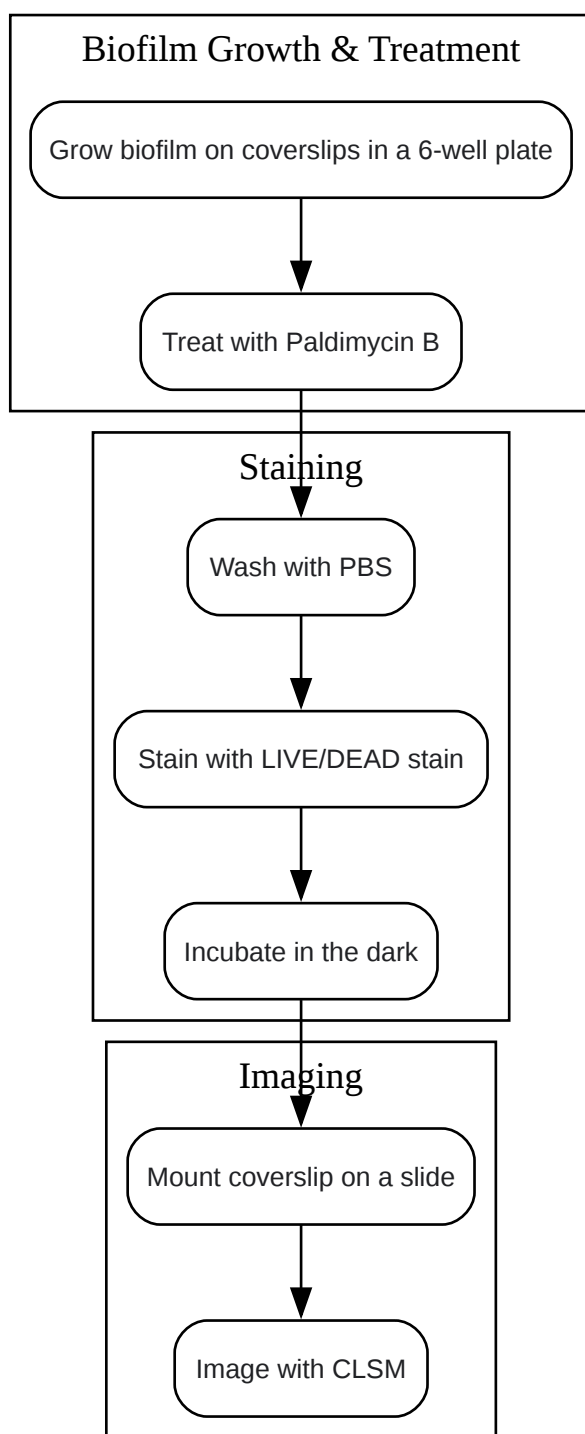 Biofilm Growth & Treatment
Grow biofilm on coverslips in a 6-well plate
Treat with Paldimycin B
Staining
Wash with PBS
Stain with LIVE/DEAD stain
Incubate in the dark
Imaging
Mount coverslip on a slide
Image with CLSM